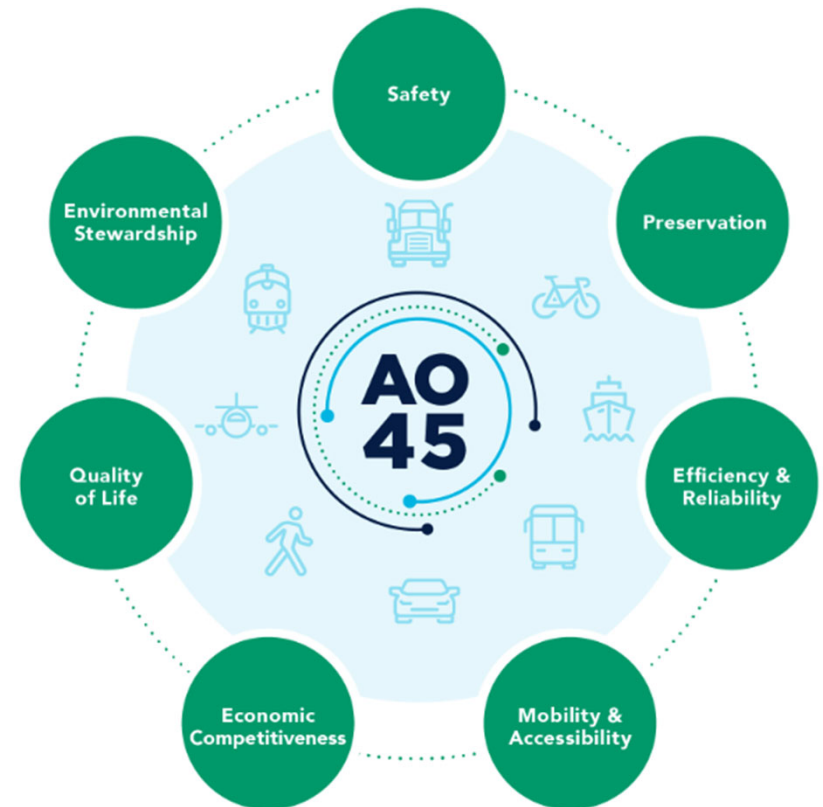 Safety
Environmental
Stewardship
Preservation
AO
45
Quality
of Life
Efficiency &
Reliability
Economic
Competitiveness
Mobility &
Accessibility